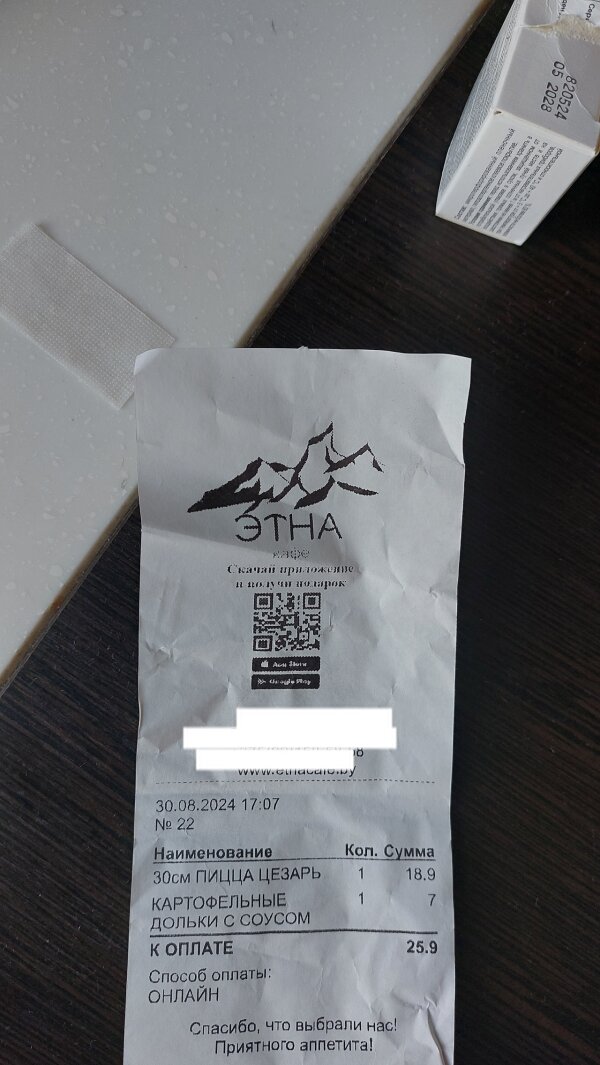 820524
05 2028
ЭТНА
кафе
Скачай приложение
и получи подарок
App Store
Google Play
www.etnacafe.by
30.08.2024 17:07
№ 22
Наименование Кол. Сумма
30см ПИЦЦА ЦЕЗАРЬ 1 18.9
КАРТОФЕЛЬНЫЕ 1 7
ДОЛЬКИ С СОУСОМ
К ОПЛАТЕ 25.9
Способ оплаты:
ОНЛАЙН
Спасибо, что выбрали нас!
Приятного аппетита!